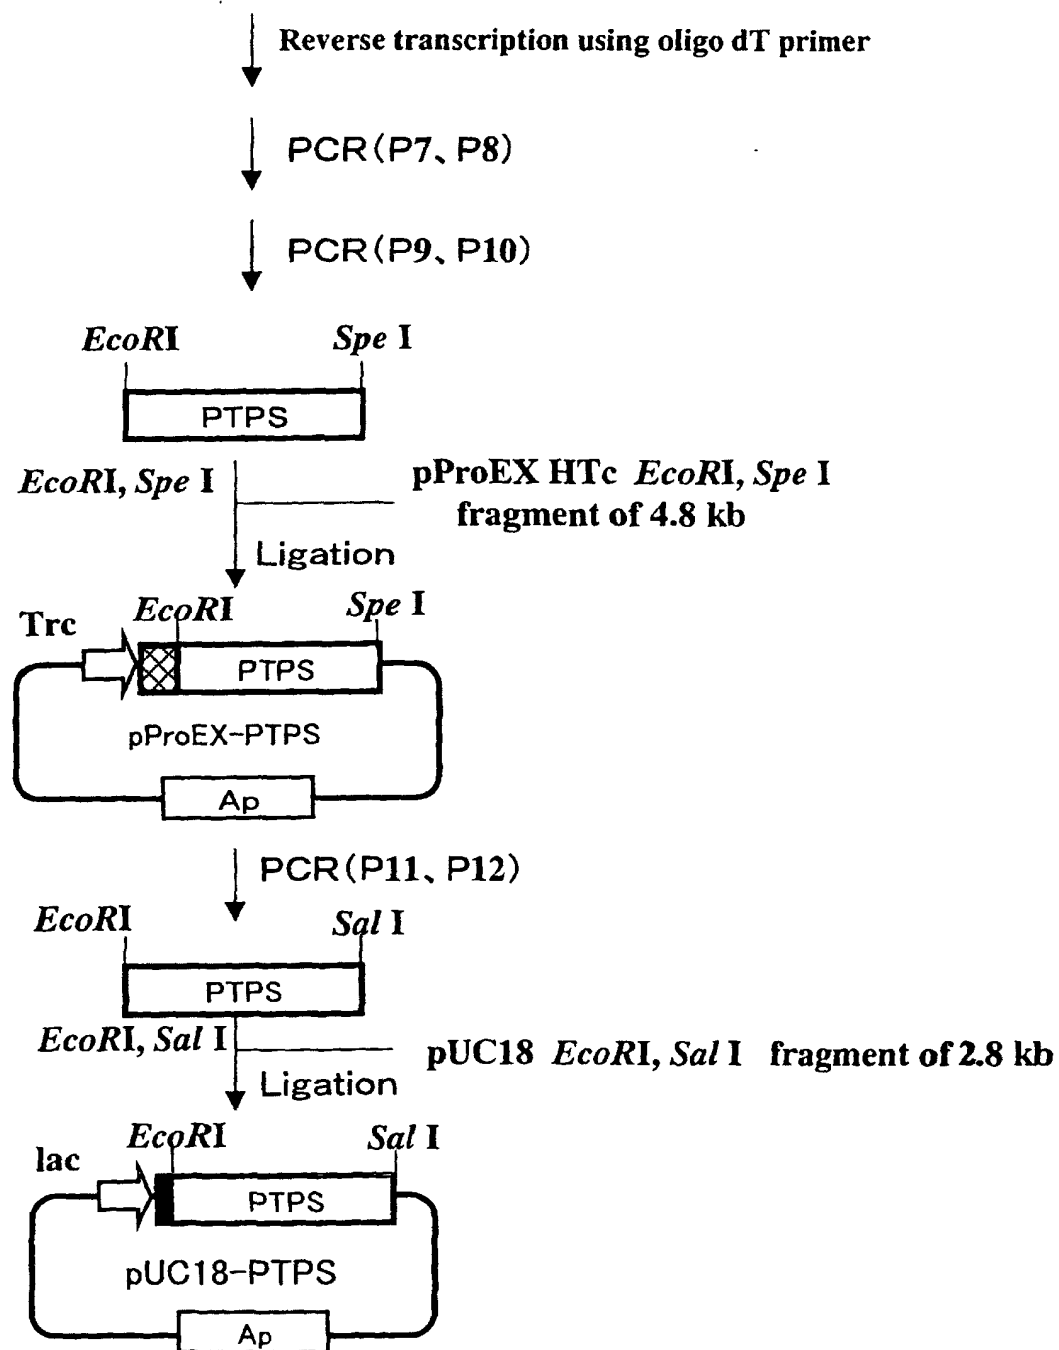 Reverse transcription using oligo dT primer
PCR(P7、P8)
PCR(P9、P10)
EcoRI Spe I
PTPS
EcoRI, Spe I
pProEX HTc EcoRI, Spe I
fragment of 4.8 kb
Ligation
Trc EcoRI Spe I
PTPS
pProEX-PTPS
Ap
PCR(P11、P12)
EcoRI Sal I
PTPS
EcoRI, Sal I
pUC18 EcoRI, Sal I fragment of 2.8 kb
Ligation
lac EcoRI Sal I
PTPS
pUC18-PTPS
Ap